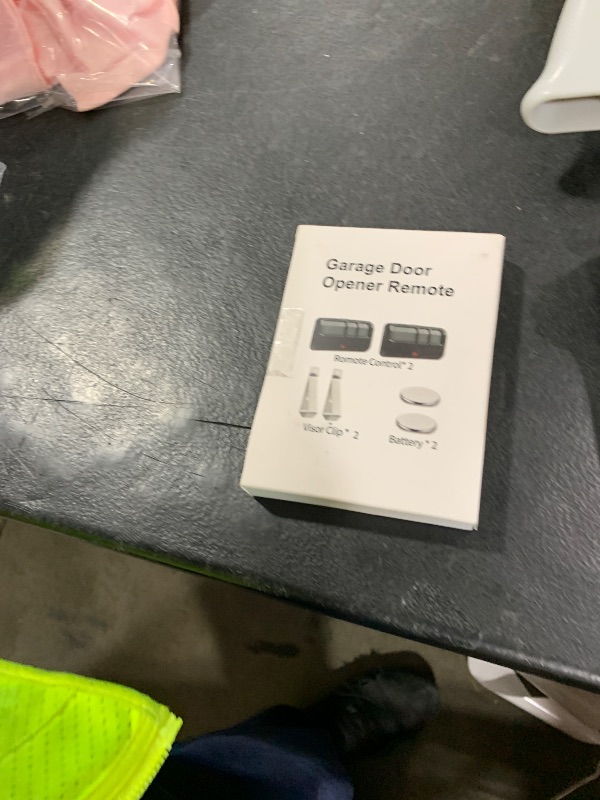 Garage Door
Opener Remote
Romote Control* 2
Visor Clip* 2
Battery*2